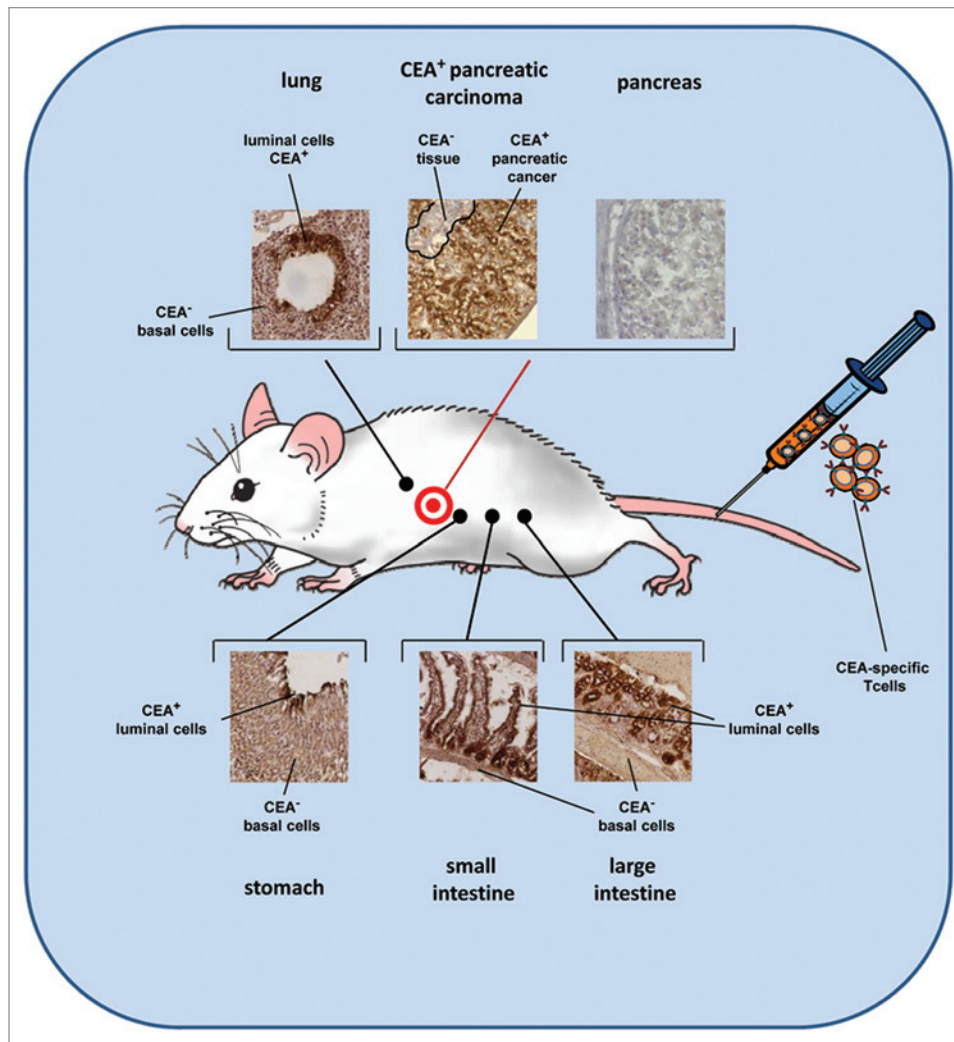 lung
CEA⁺ pancreatic
carcinoma
pancreas
luminal cells
CEA⁺
CEA⁻
tissue
CEA⁺
pancreatic
cancer
CEA⁻
basal cells
CEA-specific
Tcells
CEA⁺
luminal cells
CEA⁺
luminal cells
CEA⁻
basal cells
CEA⁻
basal cells
stomach
small
intestine
large
intestine